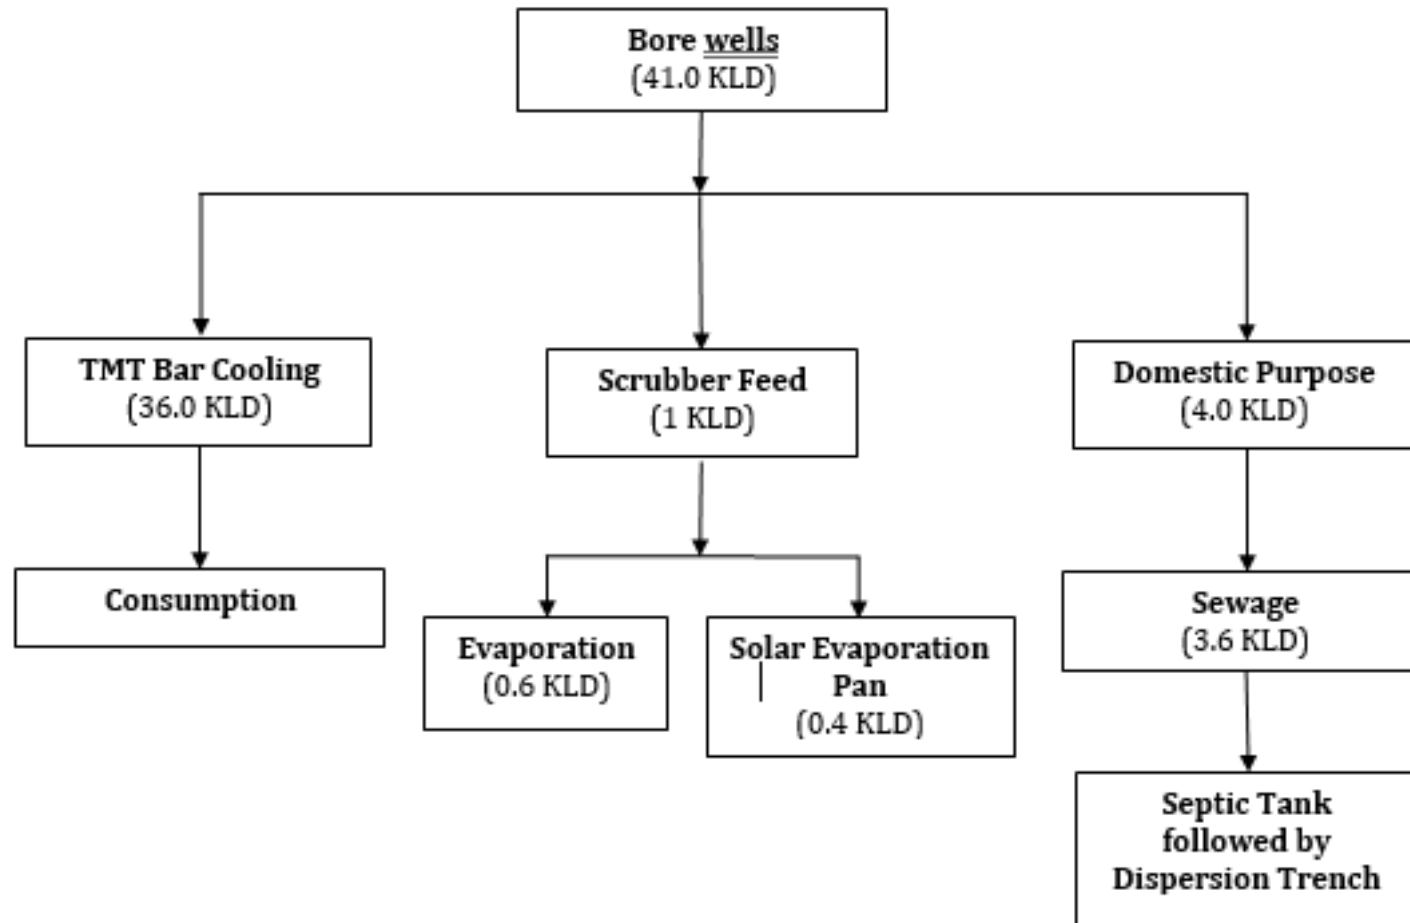 Bore wells
(41.0 KLD)
TMT Bar Cooling
(36.0 KLD)
Scrubber Feed
(1 KLD)
Domestic Purpose
(4.0 KLD)
Consumption
Evaporation
(0.6 KLD)
Solar Evaporation
Pan
(0.4 KLD)
Sewage
(3.6 KLD)
Septic Tank
followed by
Dispersion Trench